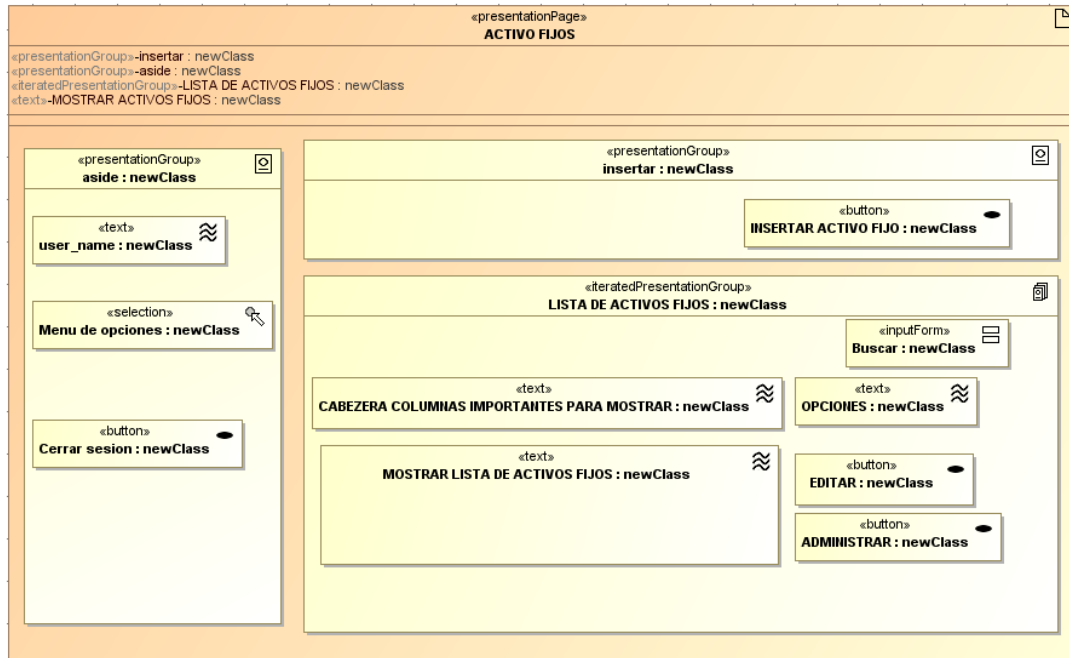 «presentationPage»
ACTIVO FIJOS
«presentationGroup»-insertar : newClass
«presentationGroup»-aside : newClass
«iteratedPresentationGroup»-LISTA DE ACTIVOS FIJOS : newClass
«text»-MOSTRAR ACTIVOS FIJOS : newClass
«presentationGroup»
aside : newClass
«text»
user_name : newClass
«selection»
Menu de opciones : newClass
«button»
Cerrar sesion : newClass
«presentationGroup»
insertar : newClass
«button»
INSERTAR ACTIVO FIJO : newClass
«iteratedPresentationGroup»
LISTA DE ACTIVOS FIJOS : newClass
«inputForm»
Buscar : newClass
«text»
CABEZERA COLUMNAS IMPORTANTES PARA MOSTRAR : newClass
«text»
OPCIONES : newClass
«text»
MOSTRAR LISTA DE ACTIVOS FIJOS : newClass
«button»
EDITAR : newClass
«button»
ADMINISTRAR : newClass